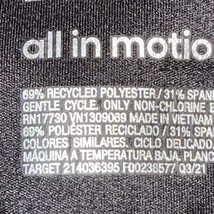 all in motio
69% RECYCLED POLYESTER / 31% SPAN
GENTLE CYCLE. ONLY NON-CHLORINE
RN17730 VN1309069 MADE IN VIETNAM
69% POLIÉSTER RECICLADO / 31% SPA
COLORES SIMILARES. CICLO DELICADO.
MÁQUINA A TEMPERATURA BAJA. PLANC
TARGET 214036395 F00238577 Q3/21